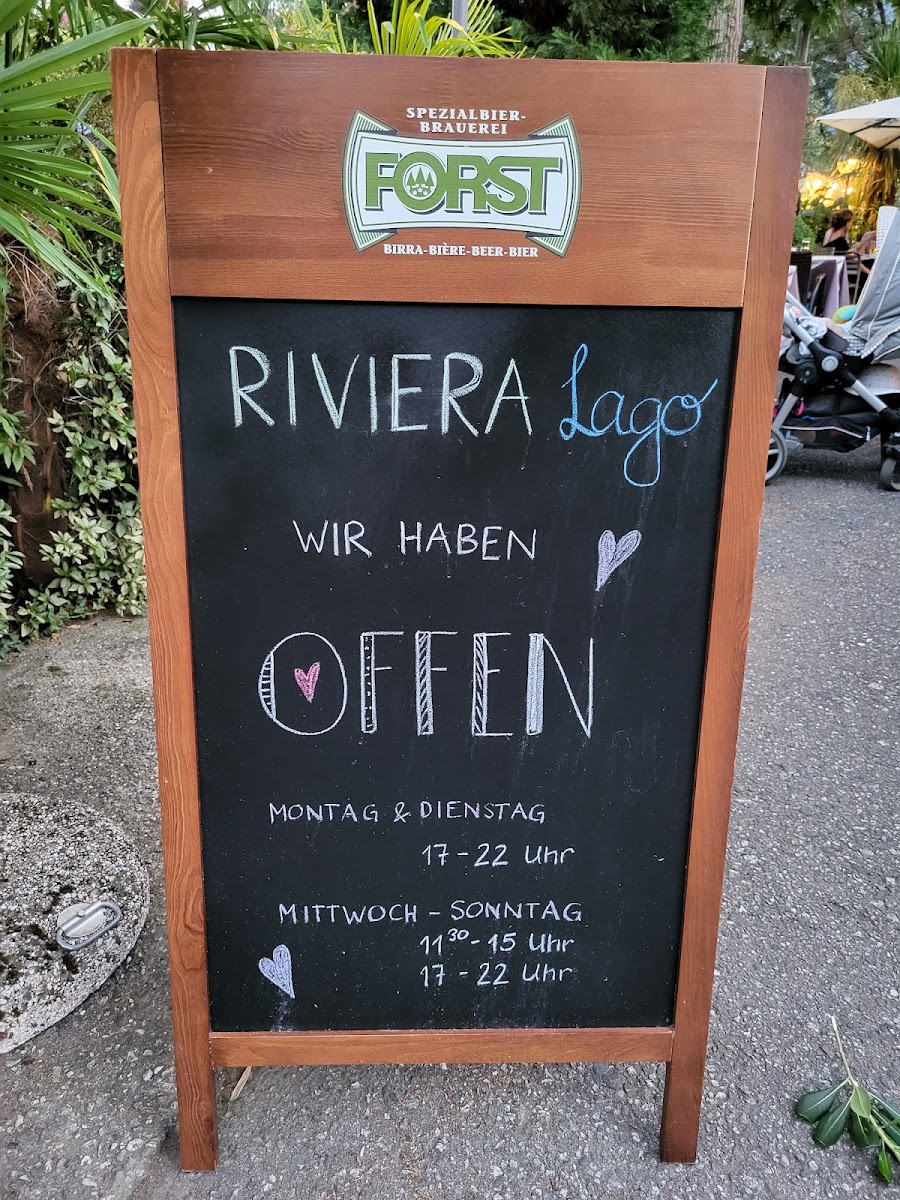 SPEZIALBIER-
BRAUEREI
FORST
BIRRA-BIÈRE-BEER-BIER
RIVIERA Lago
WIR HABEN
OFFEN
MONTAG & DIENSTAG
17-22 Uhr
MITTWOCH - SONNTAG
11³⁰-15 Uhr
17-22 Uhr